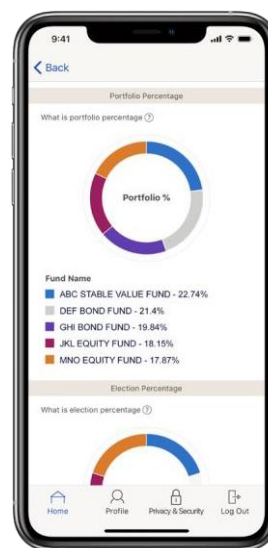 9:41
Back
Portfolio Percentage
What is portfolio percentage ?
Portfolio %
Fund Name
ABC STABLE VALUE FUND - 22.74%
DEF BOND FUND - 21.4%
GHI BOND FUND - 19.84%
JKL EQUITY FUND - 18.15%
MNO EQUITY FUND - 17.87%
Election Percentage
What is election percentage ?
Home Profile Privacy & Security Log Out